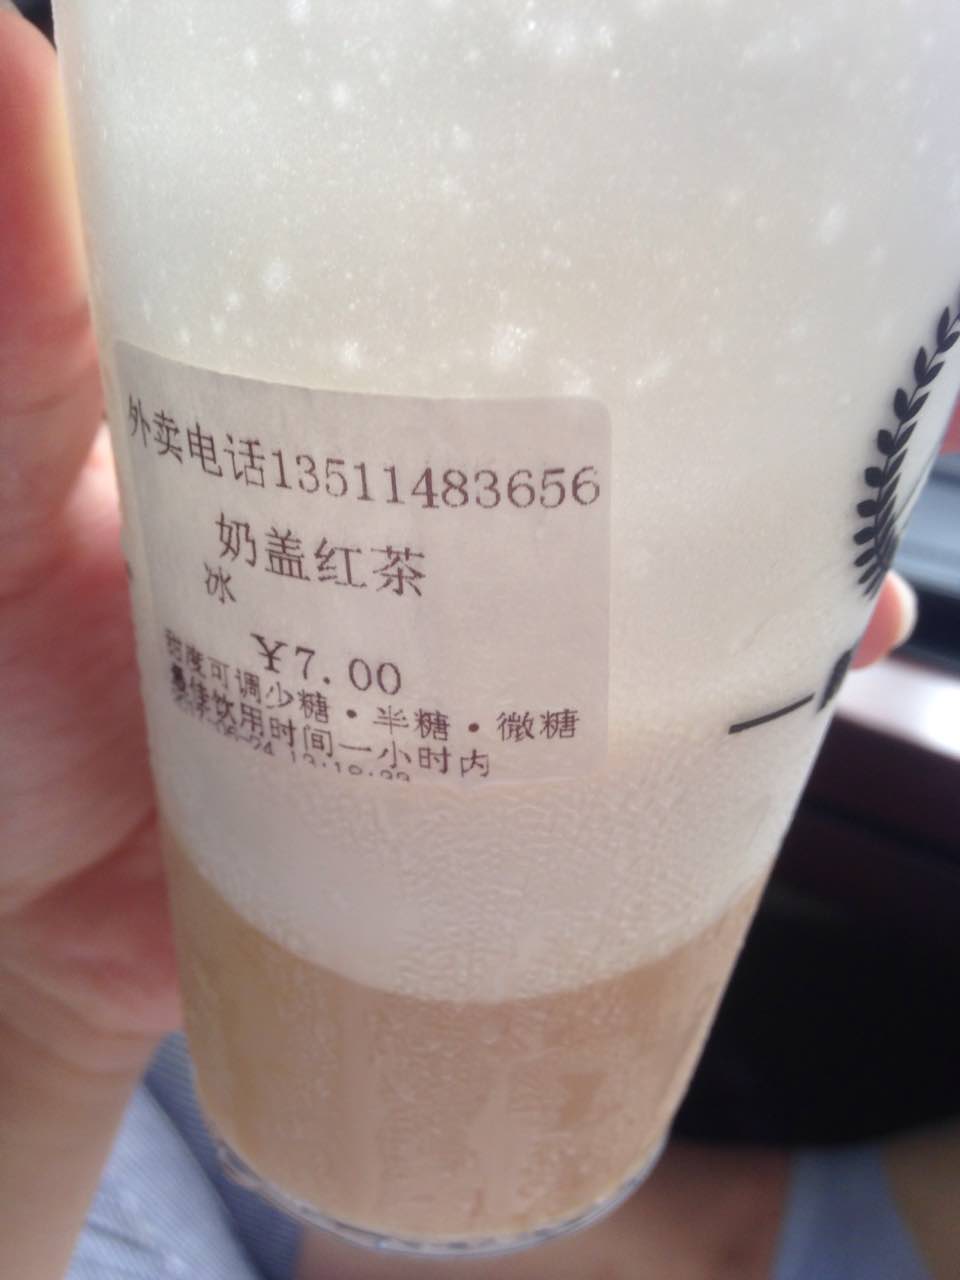 外卖电话13511483656
奶盖红茶
冰
￥7.00
甜度可调少糖·半糖·微糖
最佳饮用时间一小时内